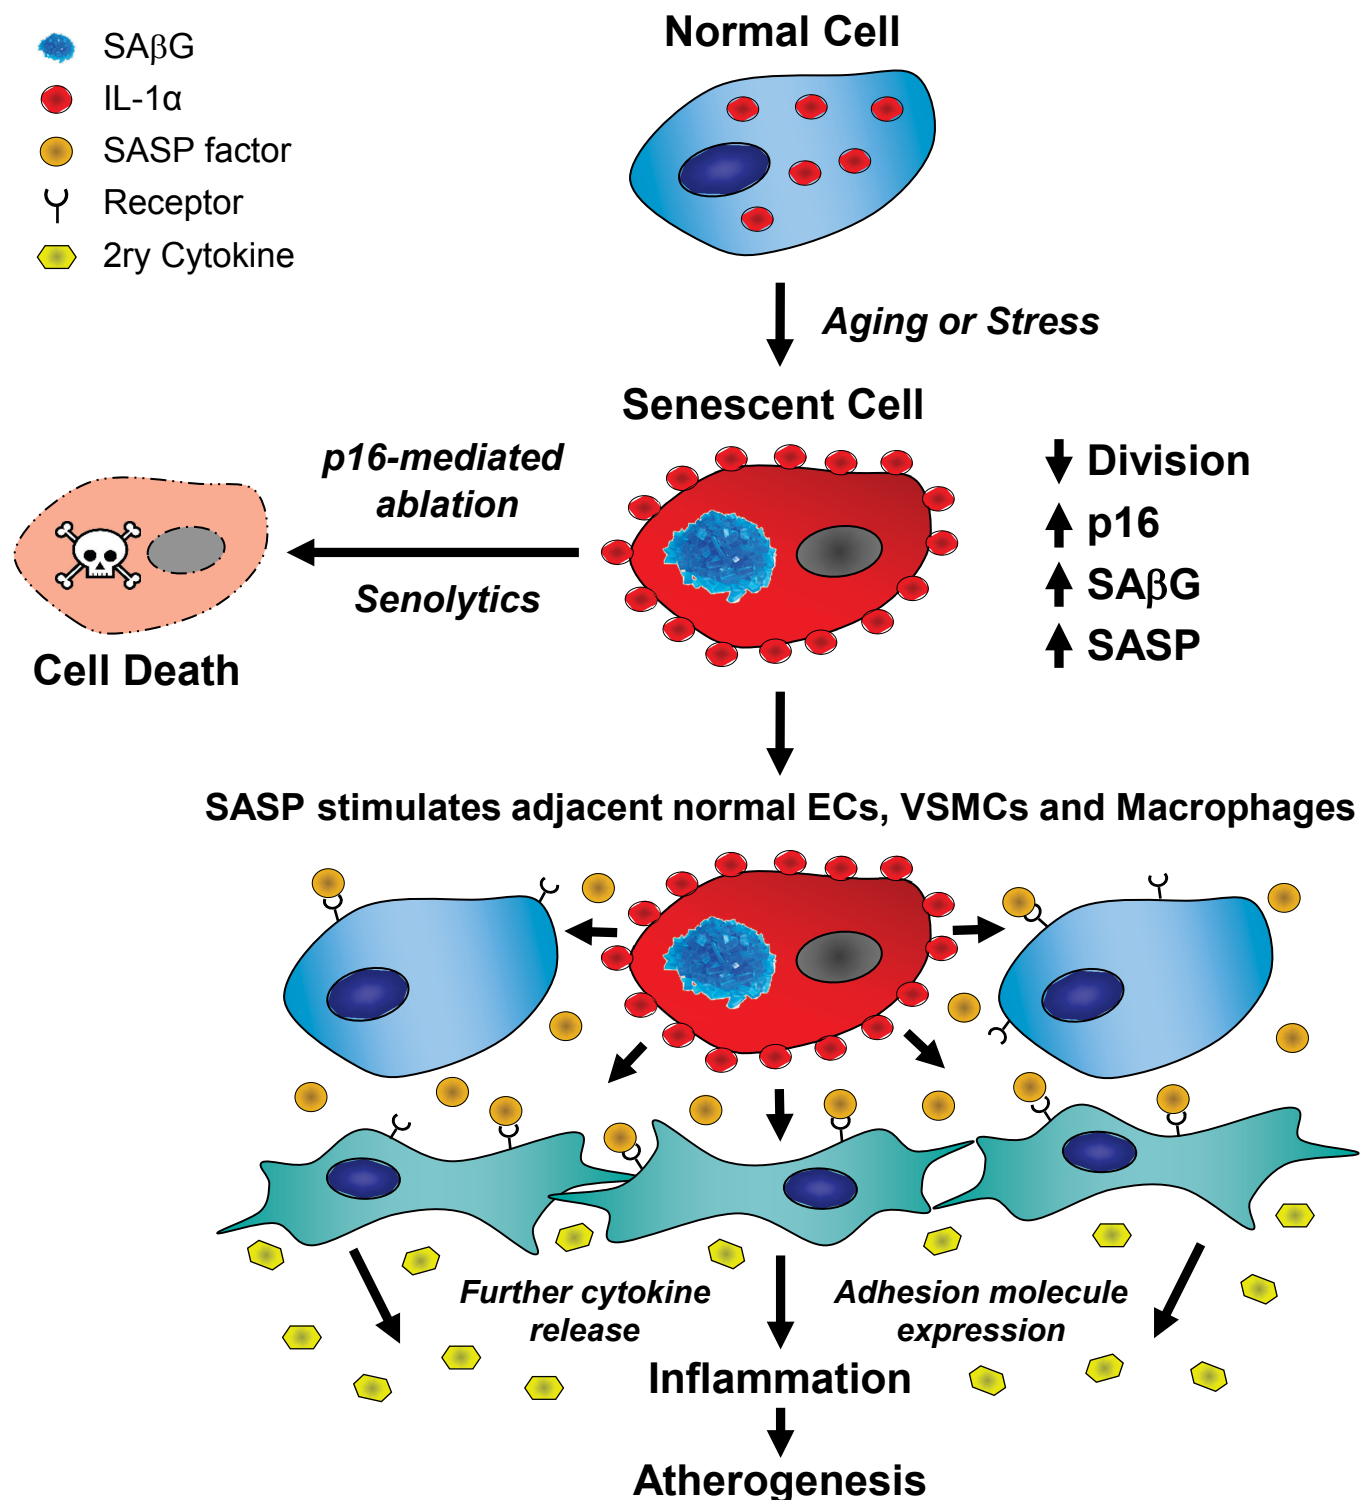 SAβG
IL-1α
SASP factor
Receptor
2ry Cytokine
Normal Cell
Aging or Stress
Senescent Cell
p16-mediated
ablation
Senolytics
Cell Death
Division
p16
SAβG
SASP
SASP stimulates adjacent normal ECs, VSMCs and Macrophages
Further cytokine
release
Adhesion molecule
expression
Inflammation
Atherogenesis